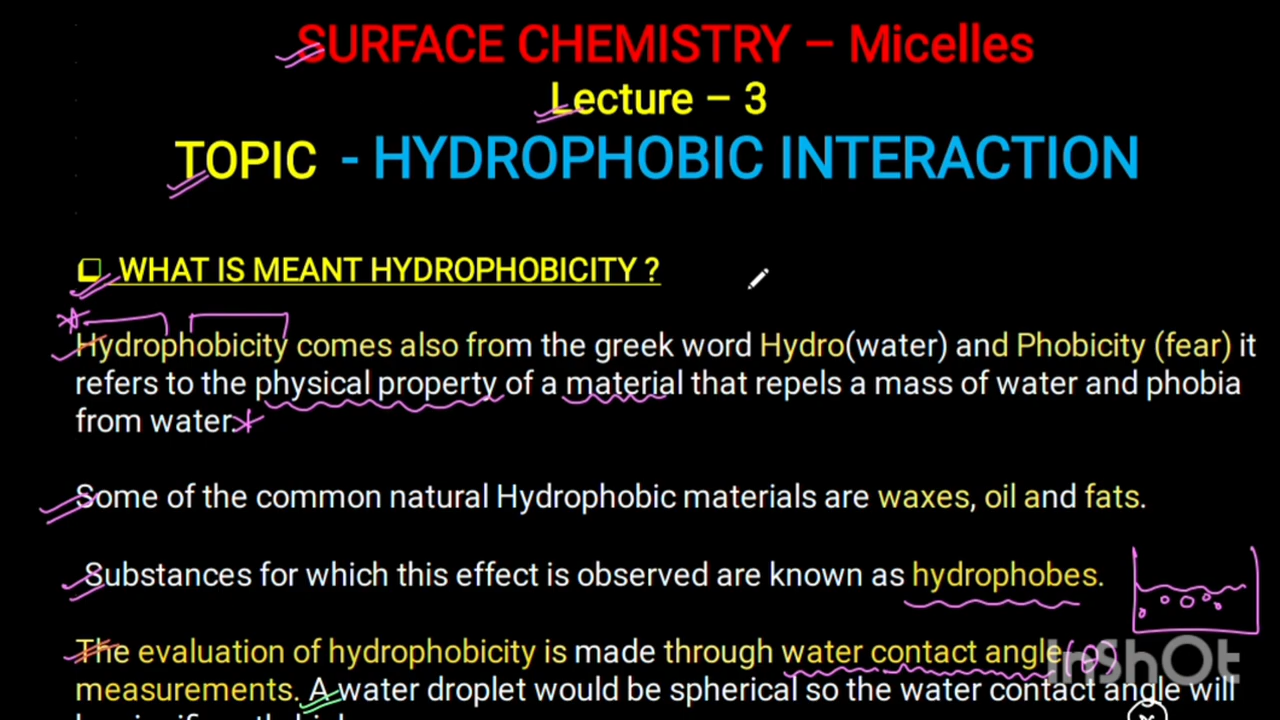 SURFACE CHEMISTRY – Micelles
Lecture – 3
TOPIC - HYDROPHOBIC INTERACTION
WHAT IS MEANT HYDROPHOBICITY ?
Hydrophobicity comes also from the greek word Hydro(water) and Phobicity (fear) it
refers to the physical property of a material that repels a mass of water and phobia
from water.
Some of the common natural Hydrophobic materials are waxes, oil and fats.
Substances for which this effect is observed are known as hydrophobes.
The evaluation of hydrophobicity is made through water contact angle (θ)
InShOt
measurements. A water droplet would be spherical so the water contact angle will